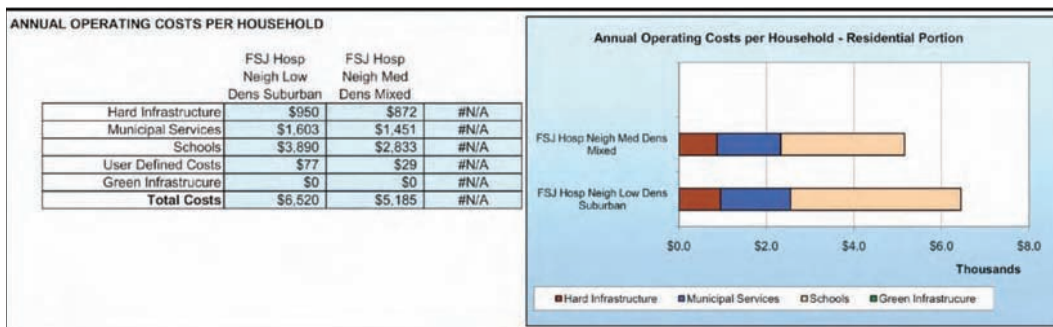 ANNUAL OPERATING COSTS PER HOUSEHOLD
FSJ Hosp FSJ Hosp
Neigh Low Neigh Med
Dens Suburban Dens Mixed
Hard Infrastructure $950 $872 #N/A
Municipal Services $1,603 $1,451 #N/A
Schools $3,890 $2,833 #N/A
User Defined Costs $77 $29 #N/A
Green Infrastrucure $0 $0 #N/A
Total Costs $6,520 $5,185 #N/A
Annual Operating Costs per Household - Residential Portion
FSJ Hosp Neigh Med Dens
Mixed
FSJ Hosp Neigh Low Dens
Suburban
$0.0 $2.0 $4.0 $6.0 $8.0
Thousands
Hard Infrastructure Municipal Services Schools Green Infrastrucure